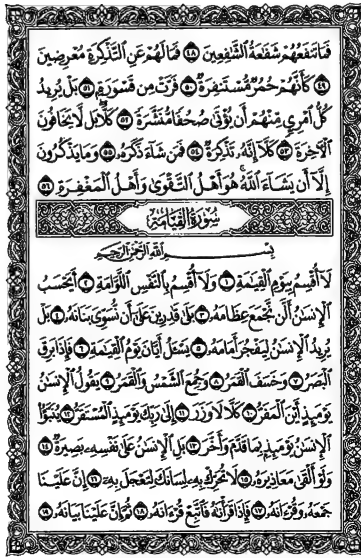 فَمَا تَنفَعُهُمْ شَفَٰعَةُ ٱلشَّٰفِعِينَ ٤٨ فَمَا لَهُمْ عَنِ ٱلتَّذْكِرَةِ مُعْرِضِينَ
٤٩ كَأَنَّهُمْ حُمُرٌ مُّسْتَنفِرَةٌ ٥٠ فَرَّتْ مِن قَسْوَرَةٍۭ ٥١ بَلْ يُرِيدُ
كُلُّ ٱمْرِئٍ مِّنْهُمْ أَن يُؤْتَىٰ صُحُفًا مُّنَشَّرَةً ٥٢ كَلَّا بَل لَّا يَخَافُونَ
ٱلْءَاخِرَةَ ٥٣ كَلَّآ إِنَّهُۥ تَذْكِرَةٌ ٥٤ فَمَن شَآءَ ذَكَرَهُۥ ٥٥ وَمَا يَذْكُرُونَ
إِلَّآ أَن يَشَآءَ ٱللَّهُ هُوَ أَهْلُ ٱلتَّقْوَىٰ وَأَهْلُ ٱلْمَغْفِرَةِ ٥٦
سُورَةُ ٱلْقِيَامَةِ
بِسْمِ ٱللَّهِ ٱلرَّحْمَٰنِ ٱلرَّحِيمِ
لَآ أُقْسِمُ بِيَوْمِ ٱلْقِيَٰمَةِ ١ وَلَآ أُقْسِمُ بِٱلنَّفْسِ ٱللَّوَّامَةِ ٢ أَيَحْسَبُ
ٱلْإِنسَٰنُ أَلَّن نَّجْمَعَ عِظَامَهُۥ ٣ بَلَىٰ قَٰدِرِينَ عَلَىٰٓ أَن نُّسَوِّىَ بَنَانَهُۥ ٤ بَلْ
يُرِيدُ ٱلْإِنسَٰنُ لِيَفْجُرَ أَمَامَهُۥ ٥ يَسْـَٔلُ أَيَّانَ يَوْمُ ٱلْقِيَٰمَةِ ٦ فَإِذَا بَرِقَ
ٱلْبَصَرُ ٧ وَخَسَفَ ٱلْقَمَرُ ٨ وَجُمِعَ ٱلشَّمْسُ وَٱلْقَمَرُ ٩ يَقُولُ ٱلْإِنسَٰنُ
يَوْمَئِذٍ أَيْنَ ٱلْمَفَرُّ ١٠ كَلَّا لَا وَزَرَ ١١ إِلَىٰ رَبِّكَ يَوْمَئِذٍ ٱلْمُسْتَقَرُّ ١٢ يُنَبَّؤُا۟
ٱلْإِنسَٰنُ يَوْمَئِذٍۭ بِمَا قَدَّمَ وَأَخَّرَ ١٣ بَلِ ٱلْإِنسَٰنُ عَلَىٰ نَفْسِهِۦ بَصِيرَةٌ ١٤
وَلَوْ أَلْقَىٰ مَعَاذِيرَهُۥ ١٥ لَا تُحَرِّكْ بِهِۦ لِسَانَكَ لِتَعْجَلَ بِهِۦٓ ١٦ إِنَّ عَلَيْنَا
جَمْعَهُۥ وَقُرْءَانَهُۥ ١٧ فَإِذَا قَرَأْنَٰهُ فَٱتَّبِعْ قُرْءَانَهُۥ ١٨ ثُمَّ إِنَّ عَلَيْنَا بَيَانَهُۥ ١٩